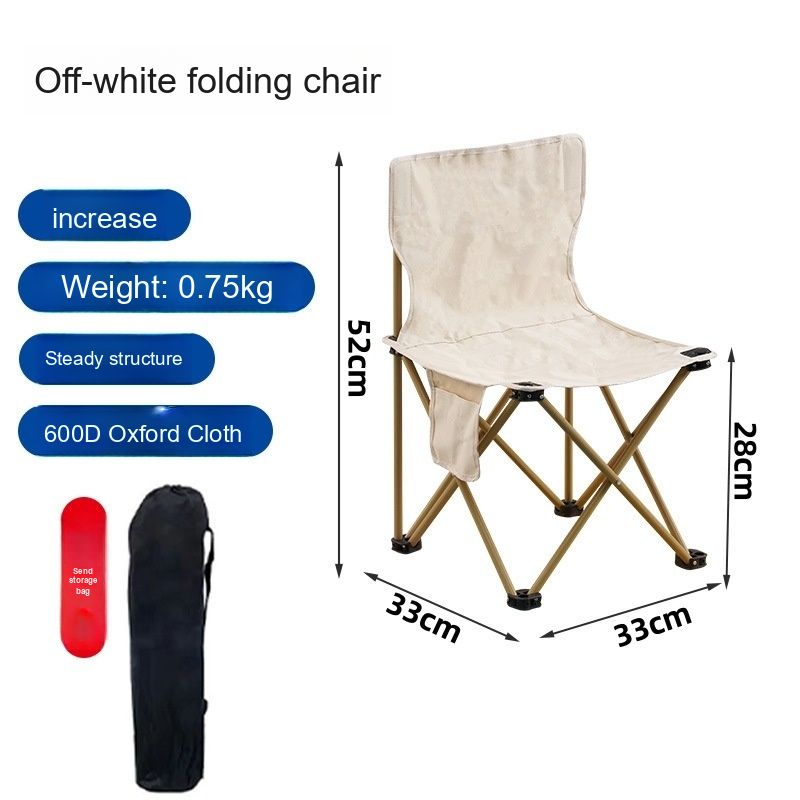 Off-white folding chair
increase
Weight: 0.75kg
Steady structure
600D Oxford Cloth
Send
storage
bag
52cm
28cm
33cm
33cm